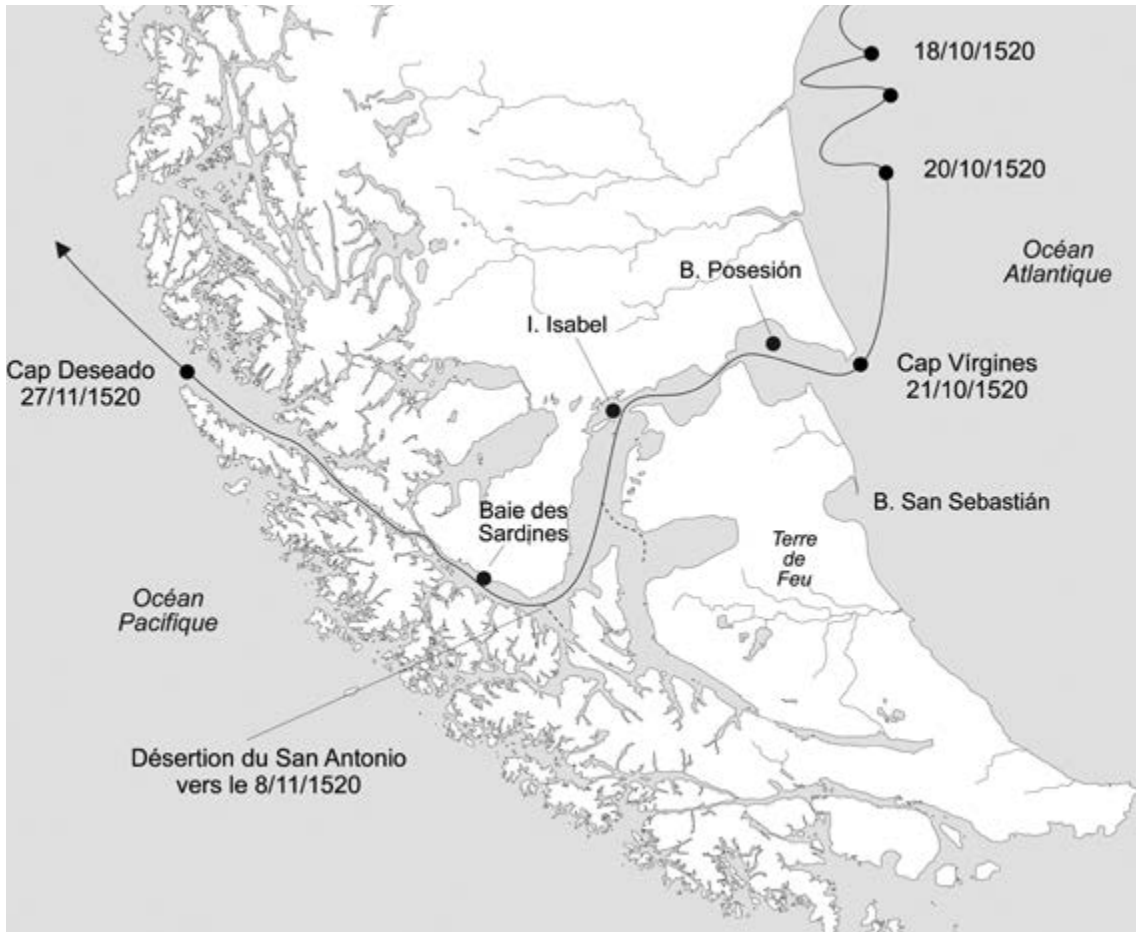 18/10/1520
20/10/1520
Océan
Atlantique
B. Posesión
I. Isabel
Cap Deseado
27/11/1520
Cap Vírgines
21/10/1520
B. San Sebastián
Baie des
Sardines
Terre
de
Feu
Océan
Pacifique
Désertion du San Antonio
vers le 8/11/1520